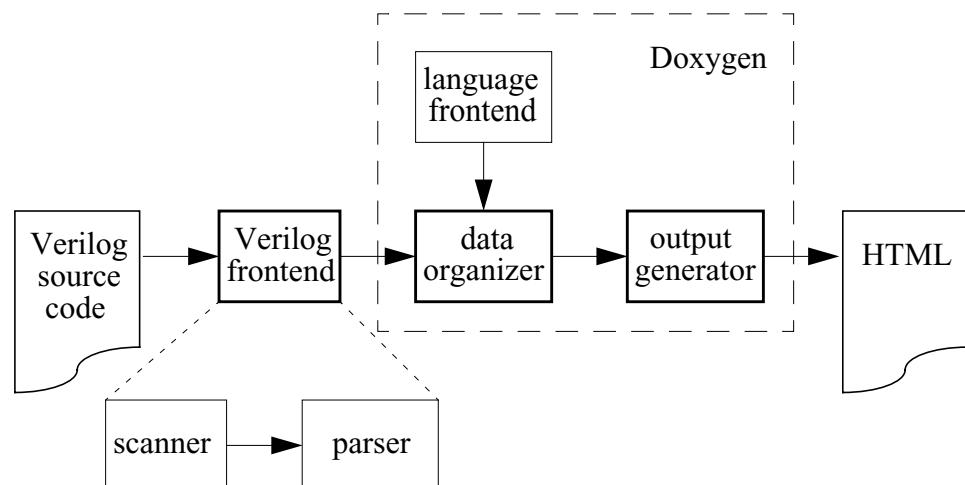 Doxygen
language
frontend
Verilog
source
code
Verilog
frontend
data
organizer
output
generator
HTML
scanner
parser